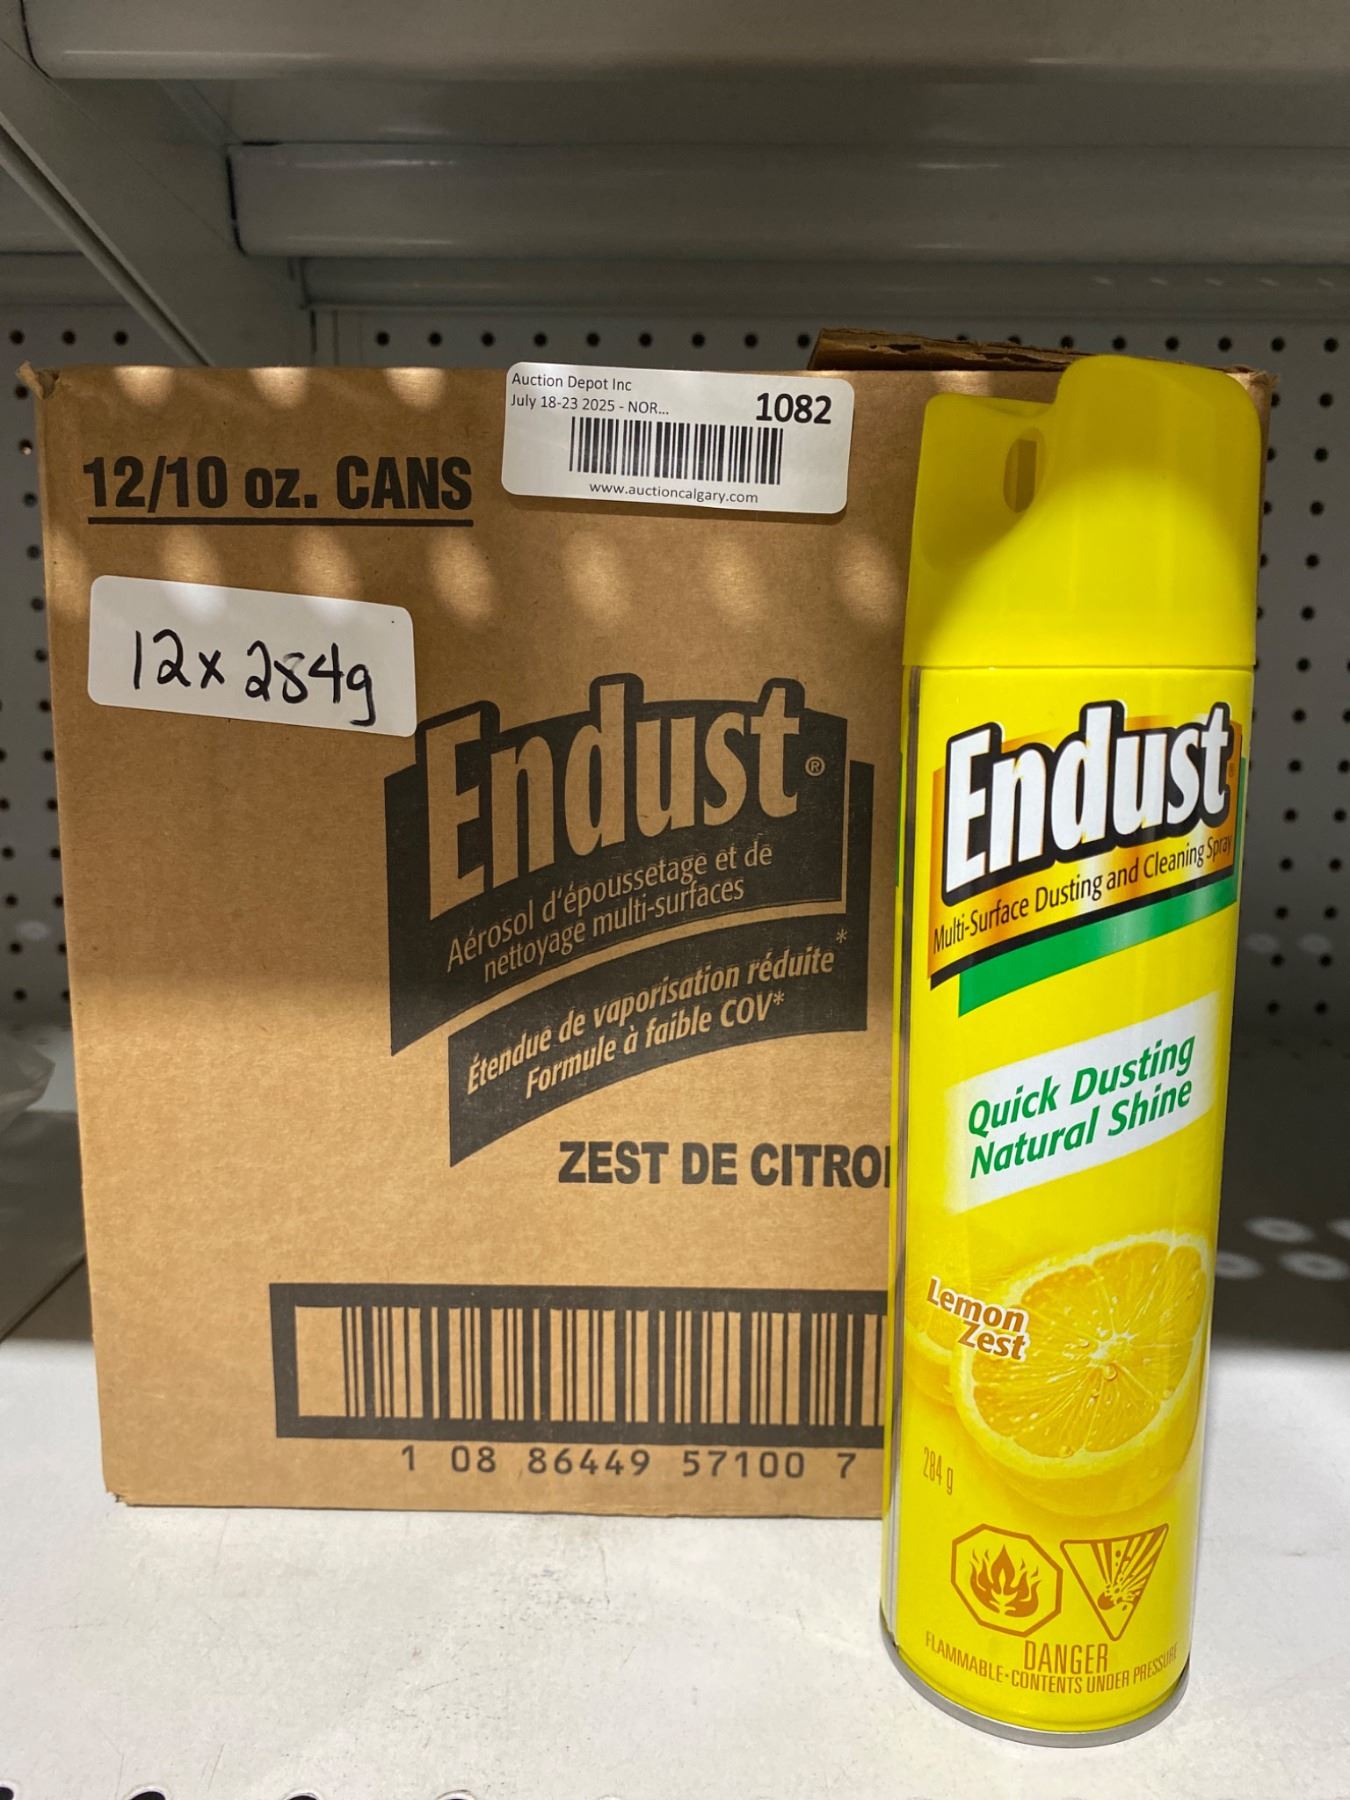 Auction Depot Inc
July 18-23 2025 - NOR...
1082
www.auctioncalgary.com
12/10 oz. CANS
12x284g
Endust®
Aérosol d'époussetage et de
nettoyage multi-surfaces
Étendue de vaporisation réduite*
Formule à faible COV*
ZEST DE CITRO
1 08 86449 57100 7
Endust
Multi-Surface Dusting and Cleaning Spray
Quick Dusting
Natural Shine
Lemon
Zest
284 g
DANGER
FLAMMABLE-CONTENTS UNDER PRESSURE